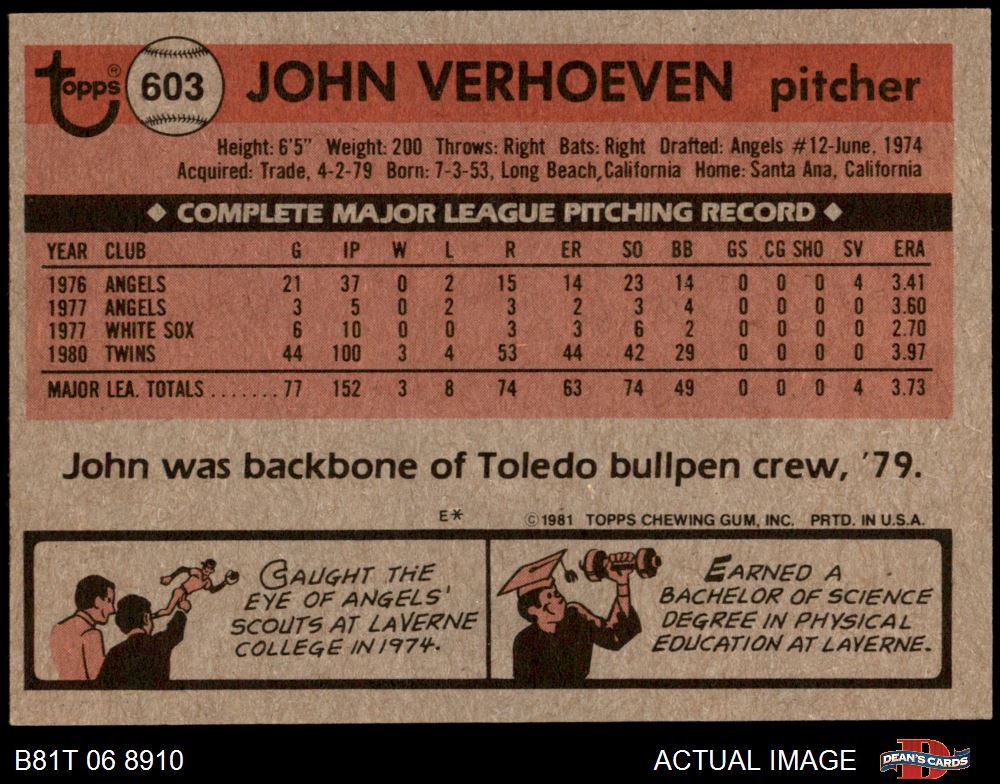 topps® 603 JOHN VERHOEVEN pitcher
Height: 6'5" Weight: 200 Throws: Right Bats: Right Drafted: Angels #12-June, 1974
Acquired: Trade, 4-2-79 Born: 7-3-53, Long Beach, California Home: Santa Ana, California
◆ COMPLETE MAJOR LEAGUE PITCHING RECORD ◆
YEAR CLUB G IP W L R ER SO BB GS CG SHO SV ERA
1976 ANGELS 21 37 0 2 15 14 23 14 0 0 0 4 3.41
1977 ANGELS 3 5 0 2 3 2 3 4 0 0 0 0 3.60
1977 WHITE SOX 6 10 0 0 3 3 6 2 0 0 0 0 2.70
1980 TWINS 44 100 3 4 53 44 42 29 0 0 0 0 3.97
MAJOR LEA. TOTALS ....... 77 152 3 8 74 63 74 49 0 0 0 4 3.73
John was backbone of Toledo bullpen crew, '79.
E* ©1981 TOPPS CHEWING GUM, INC. PRTD. IN U.S.A.
CAUGHT THE
EYE OF ANGELS'
SCOUTS AT LAVERNE
COLLEGE IN 1974.
EARNED A
BACHELOR OF SCIENCE
DEGREE IN PHYSICAL
EDUCATION AT LAVERNE.
B81T 06 8910 ACTUAL IMAGE D DEAN'S CARDS